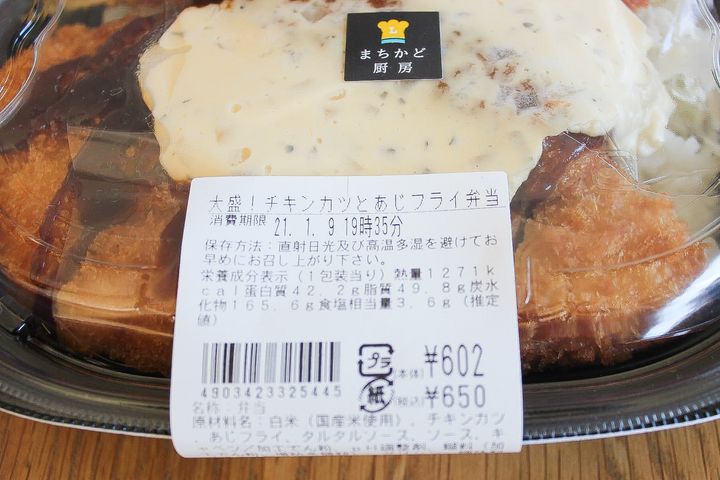 L
まちかど
厨房
大盛！チキンカツとあじフライ弁当
消費期限 21. 1. 9 19時35分
保存方法：直射日光及び高温多湿を避けてお
早めにお召し上がり下さい。
栄養成分表示（1包装当り）熱量1271k
cal蛋白質42．2g脂質49．8g炭水
化物165．6g食塩相当量3．6g（推定
値）
プラ (本体) ¥602
紙 (税込) ¥650
4903423325445
名称：弁当
原材料名：白米（国産米使用）、チキンカツ
、あじフライ、タルタルソース、ソース、キ